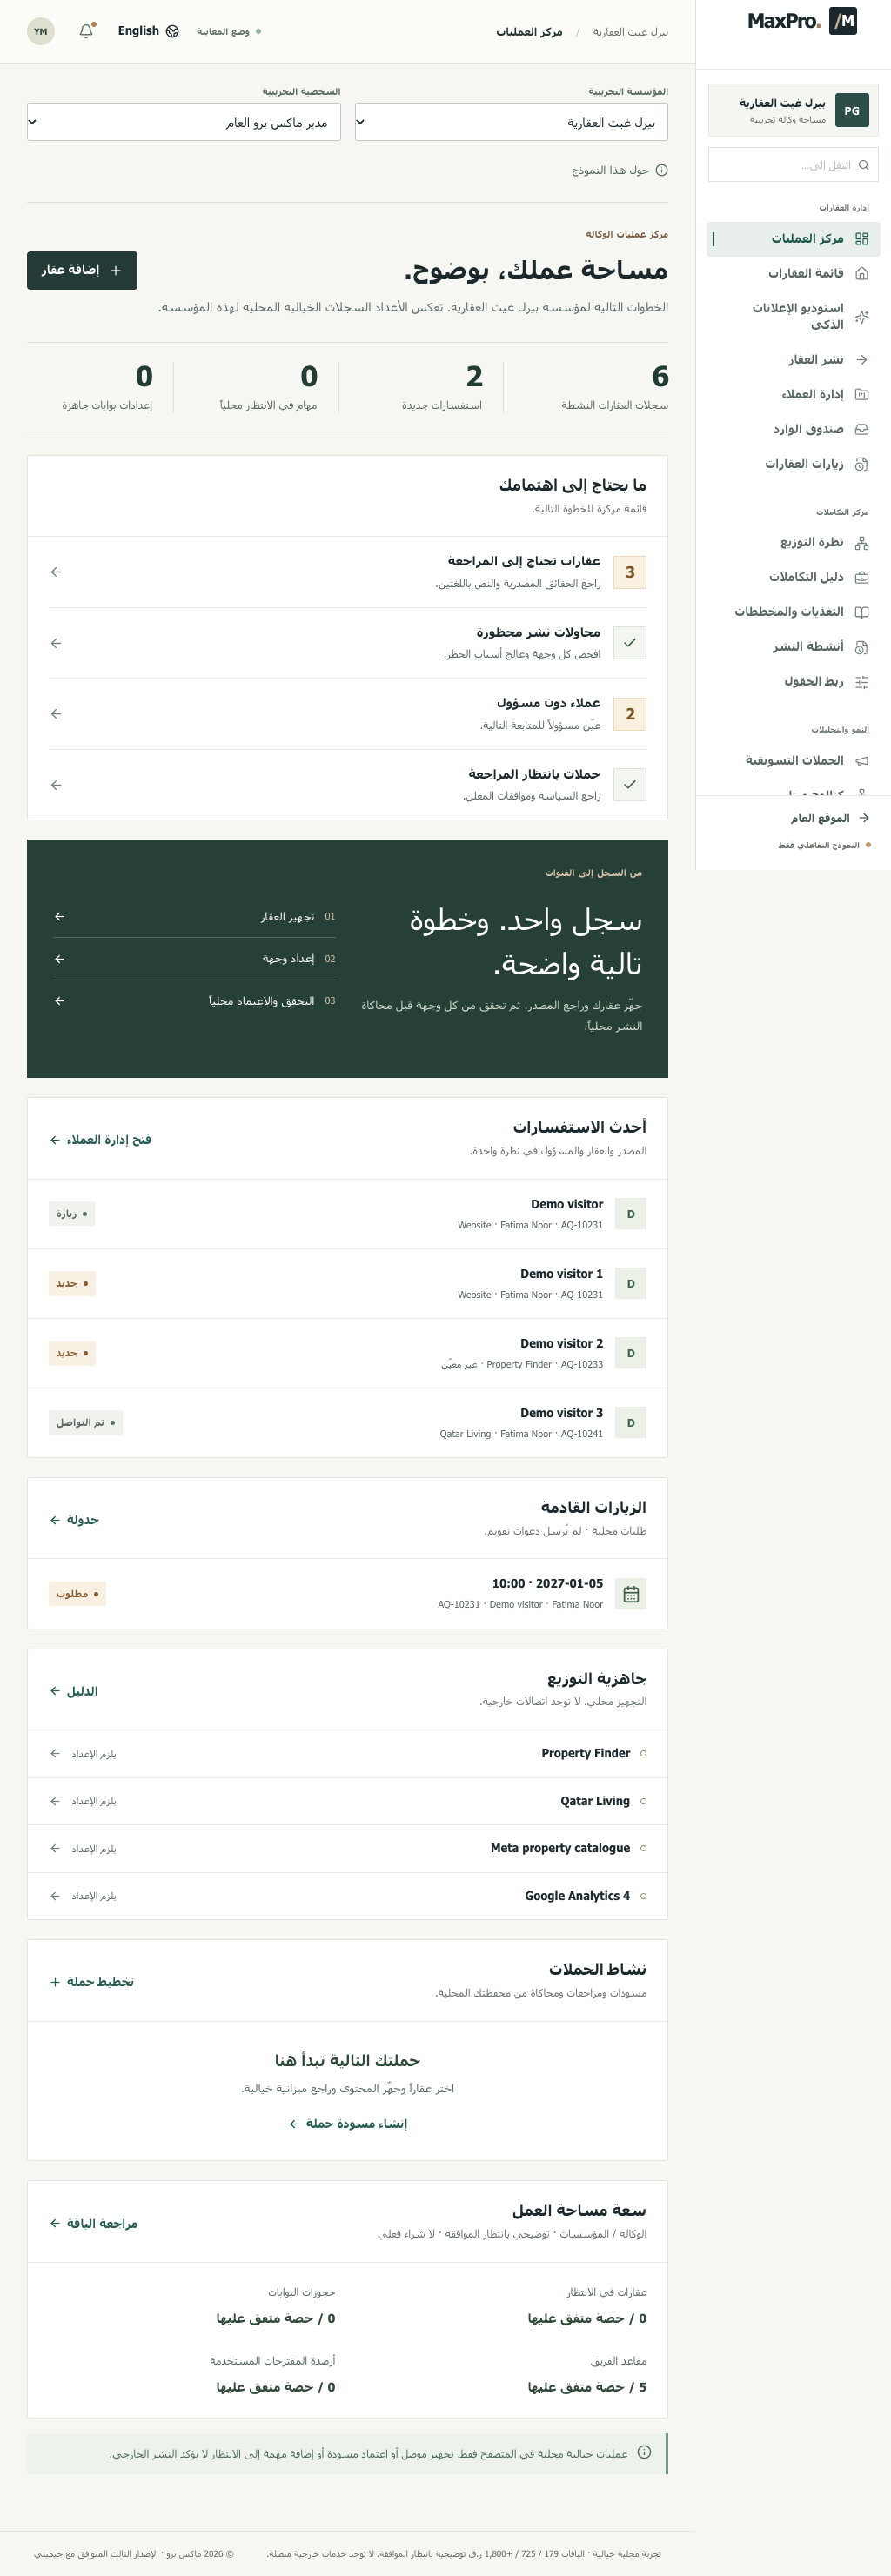 MaxPro. /M
PG
بيرل غيت العقارية
مساحة وكالة تجريبية
انتقل إلى...
إدارة العقارات
مركز العمليات
قائمة العقارات
استوديو الإعلانات
الذكي
نشر العقار
إدارة العملاء
صندوق الوارد
زيارات العقارات
مركز التكاملات
نظرة التوزيع
دليل التكاملات
التغذيات والمخططات
أنشطة النشر
ربط الحقول
النمو والتحليلات
الحملات التسويقية
الموقع العام
النموذج التفاعلي فقط
بيرل غيت العقارية / مركز العمليات
وضع المعاينة
English
YM
المؤسسة التجريبية
بيرل غيت العقارية
الشخصية التجريبية
مدير ماكس برو العام
حول هذا النموذج
مركز عمليات الوكالة
مساحة عملك، بوضوح.
إضافة عقار
الخطوات التالية لمؤسسة بيرل غيت العقارية. تعكس الأعداد السجلات الخيالية المحلية لهذه المؤسسة.
6
سجلات العقارات النشطة
2
استفسارات جديدة
0
مهام في الانتظار محلياً
0
إعدادات بوابات جاهزة
ما يحتاج إلى اهتمامك
قائمة مركزة للخطوة التالية.
3
عقارات تحتاج إلى المراجعة
راجع الحقائق المصدرية والنص باللغتين.
محاولات نشر محظورة
افحص كل وجهة وعالج أسباب الحظر.
2
عملاء دون مسؤول
عيّن مسؤولاً للمتابعة التالية.
حملات بانتظار المراجعة
راجع السياسة وموافقات المعلن.
من السجل إلى القنوات
سجل واحد. وخطوة
تالية واضحة.
جهّز عقارك وراجع المصدر، ثم تحقق من كل وجهة قبل محاكاة
النشر محلياً.
01 تجهيز العقار
02 إعداد وجهة
03 التحقق والاعتماد محلياً
أحدث الاستفسارات
المصدر والعقار والمسؤول في نظرة واحدة.
فتح إدارة العملاء
D
Demo visitor
Website · Fatima Noor · AQ-10231
زيارة
D
Demo visitor 1
Website · Fatima Noor · AQ-10231
جديد
D
Demo visitor 2
غير معيّن · Property Finder · AQ-10233
جديد
D
Demo visitor 3
Qatar Living · Fatima Noor · AQ-10241
تم التواصل
الزيارات القادمة
طلبات محلية · لم تُرسل دعوات تقويم.
جدولة
10:00 · 2027-01-05
AQ-10231 · Demo visitor · Fatima Noor
مطلوب
جاهزية التوزيع
التجهيز محلي. لا توجد اتصالات خارجية.
الدليل
Property Finder
يلزم الإعداد
Qatar Living
يلزم الإعداد
Meta property catalogue
يلزم الإعداد
Google Analytics 4
يلزم الإعداد
نشاط الحملات
مسودات ومراجعات ومحاكاة من محفظتك المحلية.
تخطيط حملة
حملتك التالية تبدأ هنا
اختر عقاراً وجهّز المحتوى وراجع ميزانية خيالية.
إنشاء مسودة حملة
سعة مساحة العمل
الوكالة / المؤسسات · توضيحي بانتظار الموافقة · لا شراء فعلي
مراجعة الباقة
عقارات في الانتظار
0 / حصة متفق عليها
حجوزات البوابات
0 / حصة متفق عليها
مقاعد الفريق
5 / حصة متفق عليها
أرصدة المقترحات المستخدمة
0 / حصة متفق عليها
عمليات خيالية محلية في المتصفح فقط. تجهيز موصل أو اعتماد مسودة أو إضافة مهمة إلى الانتظار لا يؤكد النشر الخارجي.
تجربة محلية خيالية · الباقات 179 / 725 / +1,800 ر.ق توضيحية بانتظار الموافقة. لا توجد خدمات خارجية متصلة.
© 2026 ماكس برو · الإصدار الثالث المتوافق مع جيميني